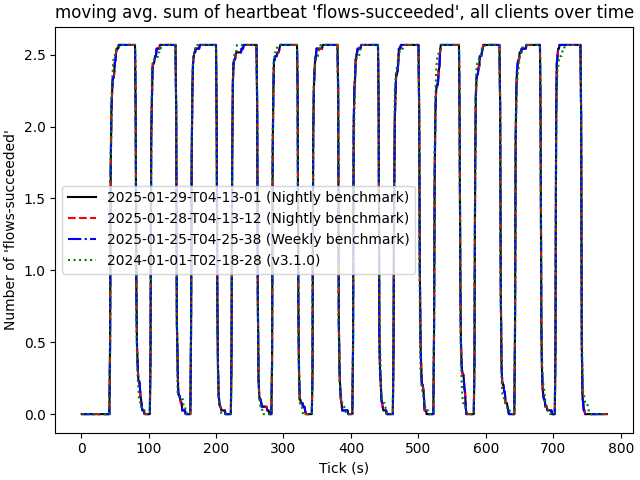 moving avg. sum of heartbeat 'flows-succeeded', all clients over time
Number of 'flows-succeeded'
2.5
2.0
1.5
1.0
0.5
0.0
2025-01-29-T04-13-01 (Nightly benchmark)
2025-01-28-T04-13-12 (Nightly benchmark)
2025-01-25-T04-25-38 (Weekly benchmark)
2024-01-01-T02-18-28 (v3.1.0)
0 100 200 300 400 500 600 700 800
Tick (s)